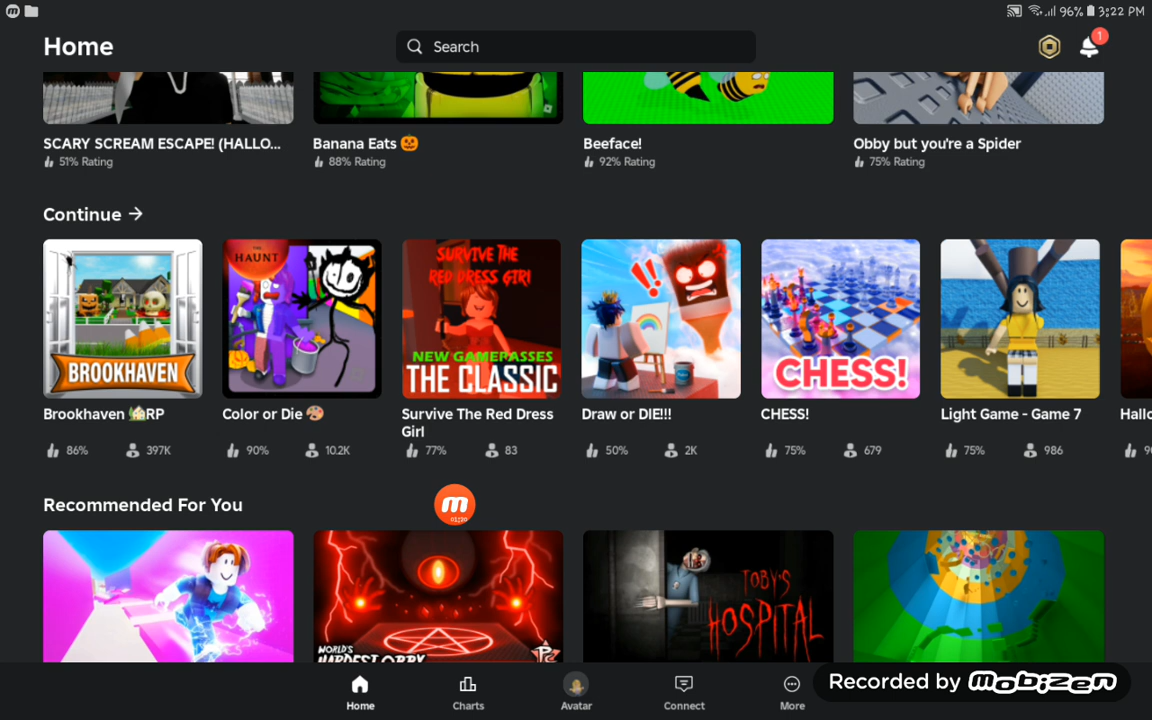 96% 3:22 PM
Home
Search
1
SCARY SCREAM ESCAPE! (HALLO...
Banana Eats 🎃
Beeface!
Obby but you're a Spider
51% Rating
88% Rating
92% Rating
75% Rating
Continue →
BROOKHAVEN
THE HAUNT
SURVIVE THE
RED DRESS GIRL
NEW GAMEPASSES
THE CLASSIC
CHESS!
Brookhaven 🏡RP
Color or Die 🎨
Survive The Red Dress
Girl
Draw or DIE!!!
CHESS!
Light Game - Game 7
Hallo
86% 397K
90% 10.2K
77% 83
50% 2K
75% 679
75% 986
90
Recommended For You
m
01:20
WORLD'S
HARDEST OBBY
TOBY'S
HOSPITAL
Recorded by mobizen
Home
Charts
Avatar
Connect
More